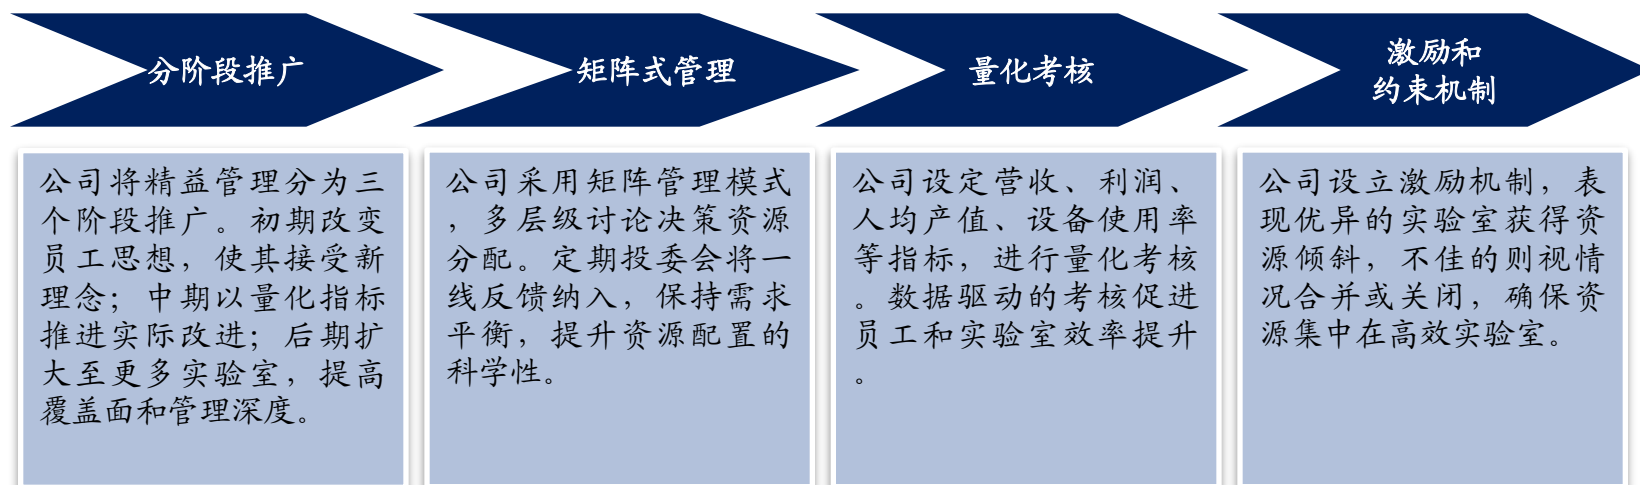 分阶段推广
矩阵式管理
量化考核
激励和
约束机制
公司将精益管理分为三
个阶段推广。初期改变
员工思想，使其接受新
理念；中期以量化指标
推进实际改进；后期扩
大至更多实验室，提高
覆盖面和管理深度。
公司采用矩阵管理模式
，多层级讨论决策资源
分配。定期投委会将一
线反馈纳入，保持需求
平衡，提升资源配置的
科学性。
公司设定营收、利润、
人均产值、设备使用率
等指标，进行量化考核
。数据驱动的考核促进
员工和实验室效率提升
。
公司设立激励机制，表
现优异的实验室获得资
源倾斜，不佳的则视情
况合并或关闭，确保资
源集中在高效实验室。